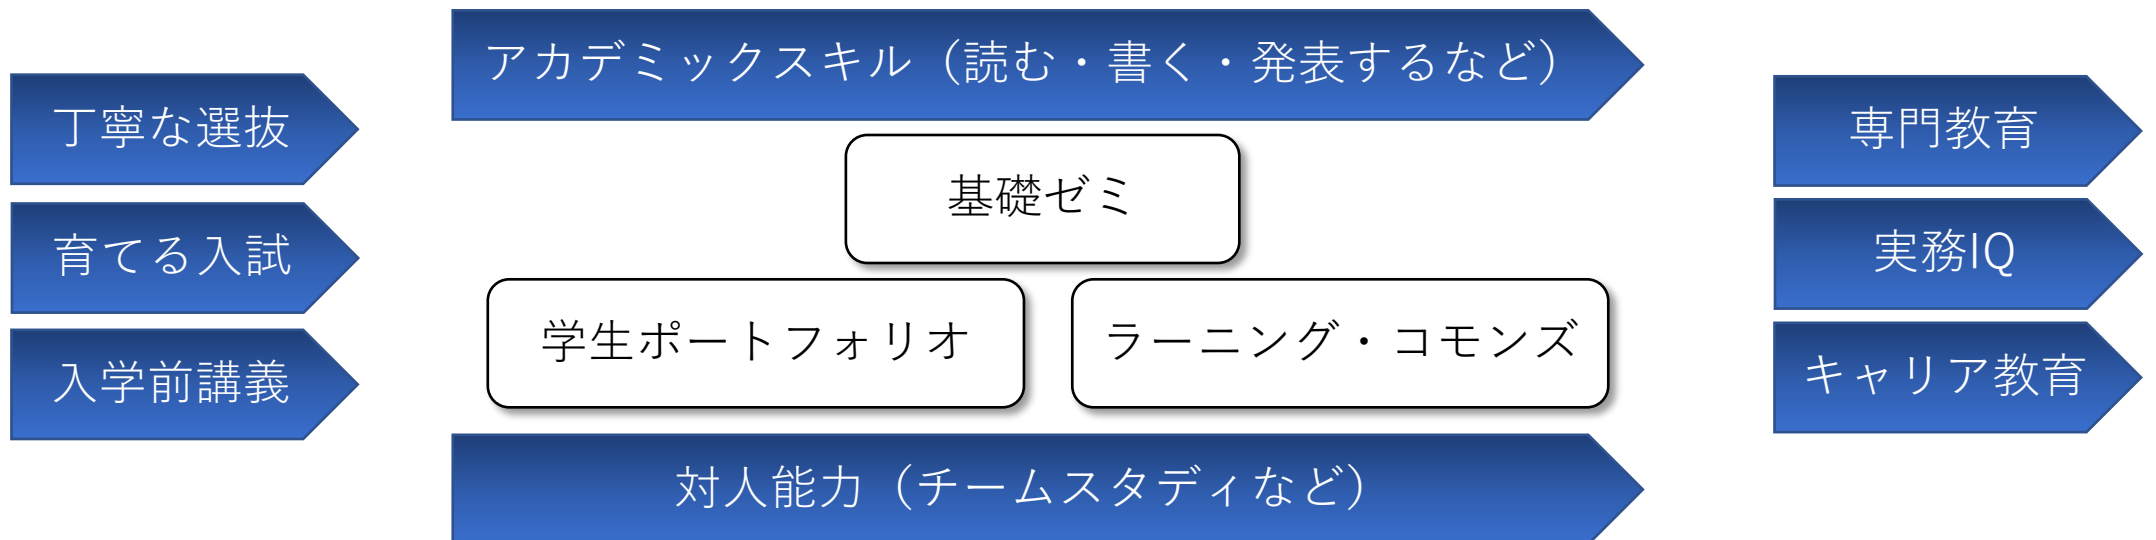 丁寧な選抜
育てる入試
入学前講義
アカデミックスキル（読む・書く・発表するなど）
基礎ゼミ
学生ポートフォリオ
ラーニング・コモンズ
対人能力（チームスタディなど）
専門教育
実務IQ
キャリア教育